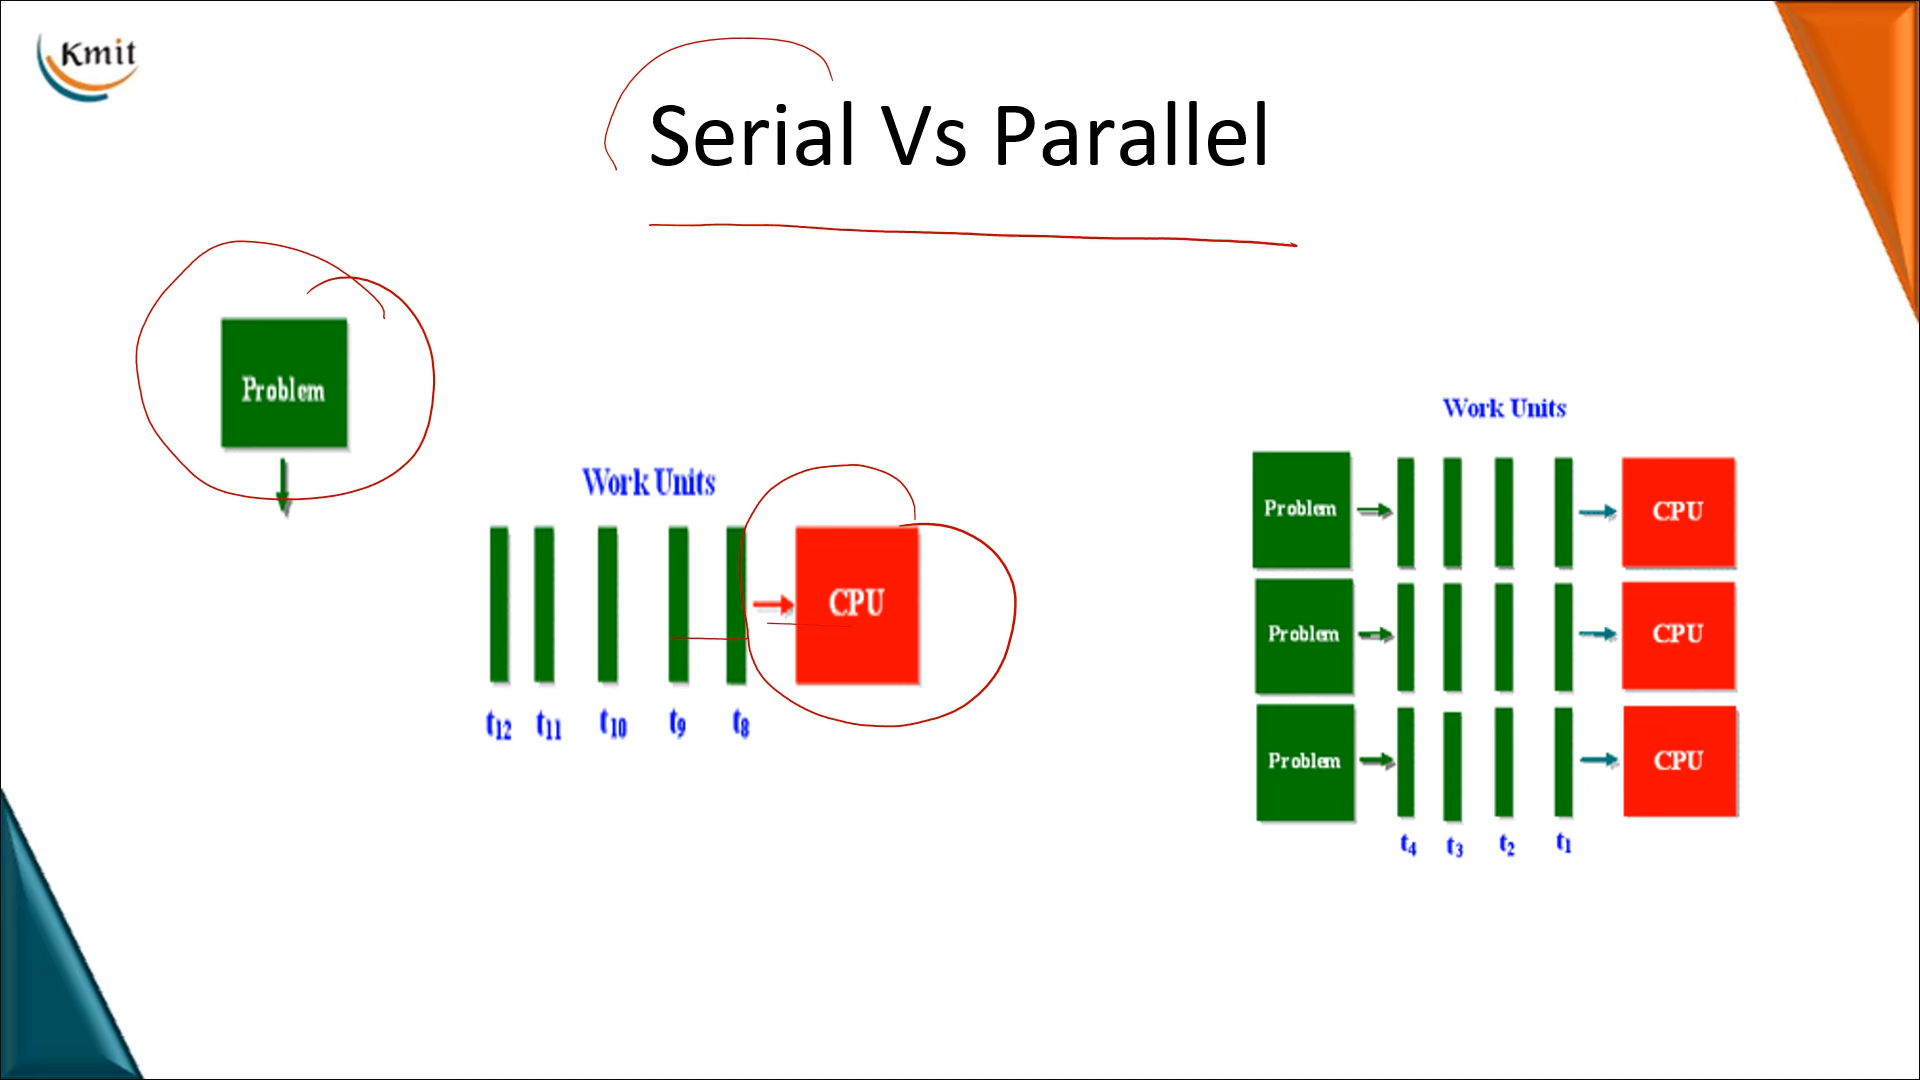 Kmit
Serial Vs Parallel
Problem
Work Units
CPU
t12 t11 t10 t9 t8
Work Units
Problem CPU
Problem CPU
Problem CPU
t4 t3 t2 t1